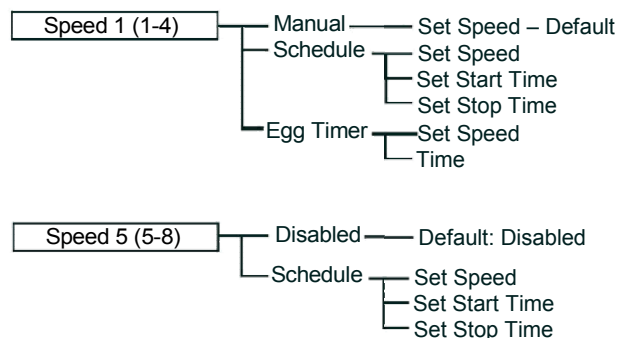 Speed 1 (1-4) Manual Set Speed – Default
Schedule Set Speed
Set Start Time
Set Stop Time
Egg Timer Set Speed
Time
Speed 5 (5-8) Disabled Default: Disabled
Schedule Set Speed
Set Start Time
Set Stop Time